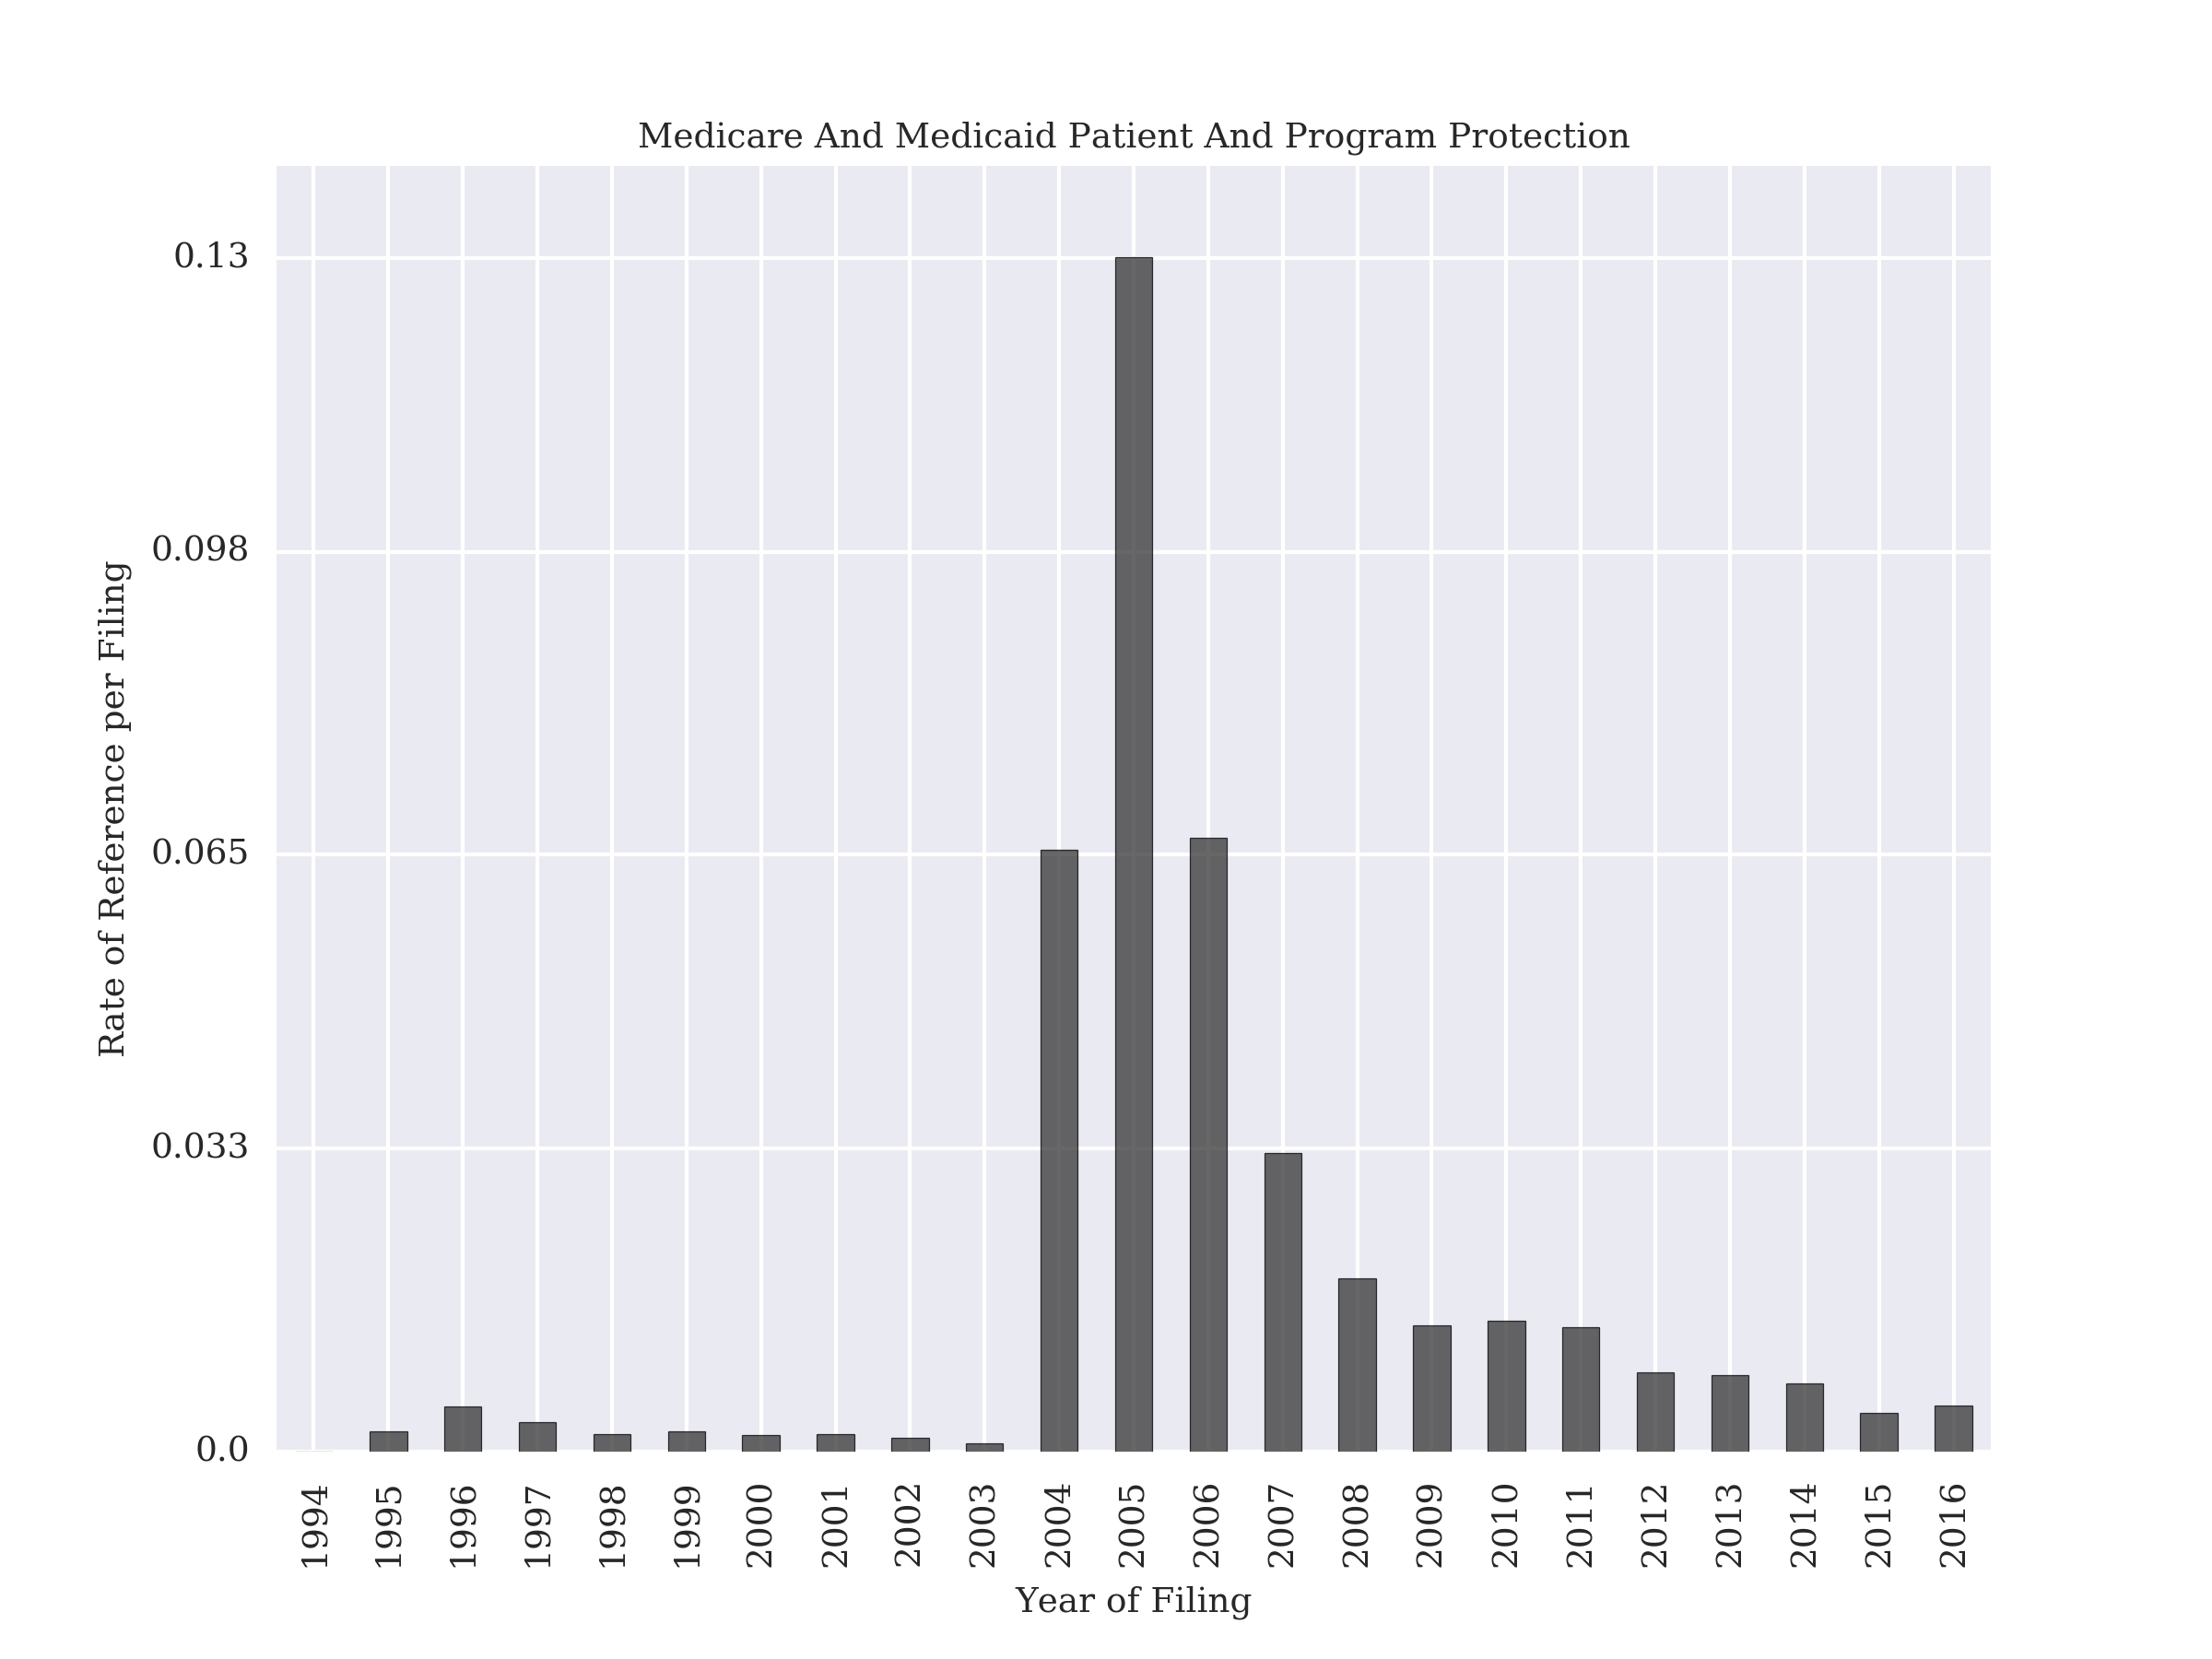 Medicare And Medicaid Patient And Program Protection
0.13
0.098
0.065
0.033
0.0
Rate of Reference per Filing
1994 1995 1996 1997 1998 1999 2000 2001 2002 2003 2004 2005 2006 2007 2008 2009 2010 2011 2012 2013 2014 2015 2016
Year of Filing